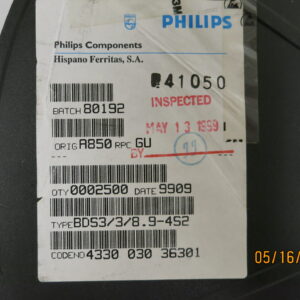 PHILIPS
Philips Components
Hispano Ferritas, S.A.
41050
BATCH 80192
INSPECTED
MAY 13 1999
ORIG A850 RPC GU
BY
QTY 0002500 DATE 9909
TYPE BDS3/3/8.9-4S2
CODENO 4330 030 36301
05/16/